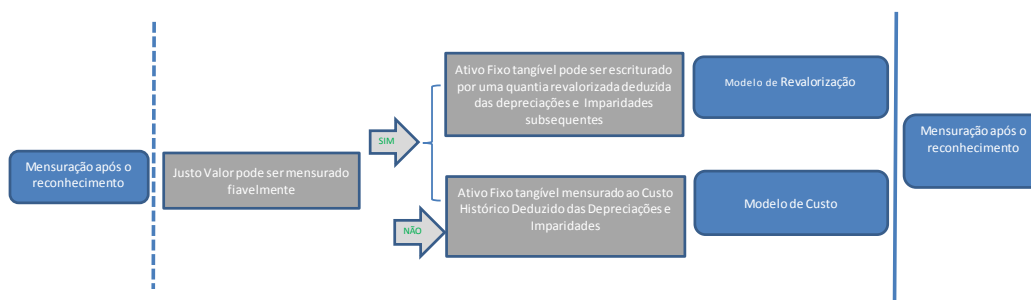 Mensuração após o
reconhecimento
Justo Valor pode ser mensurado
fiavelmente
SIM
NÃO
Ativo Fixo tangível pode ser escriturado
por uma quantia revalorizada deduzida
das depreciações e Imparidades
subsequentes
Modelo de Revalorização
Ativo Fixo tangível mensurado ao Custo
Histórico Deduzido das Depreciações e
Imparidades
Modelo de Custo
Mensuração após o
reconhecimento